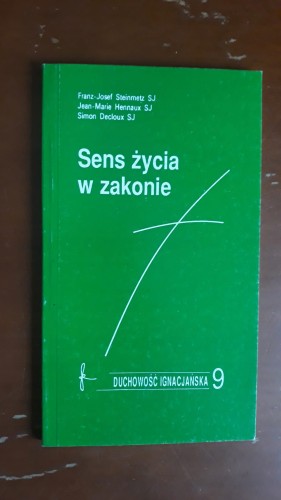 Franz-Josef Steinmetz SJ
Jean-Marie Hennaux SJ
Simon Decloux SJ
Sens życia
w zakonie
DUCHOWOŚĆ IGNACJAŃSKA 9